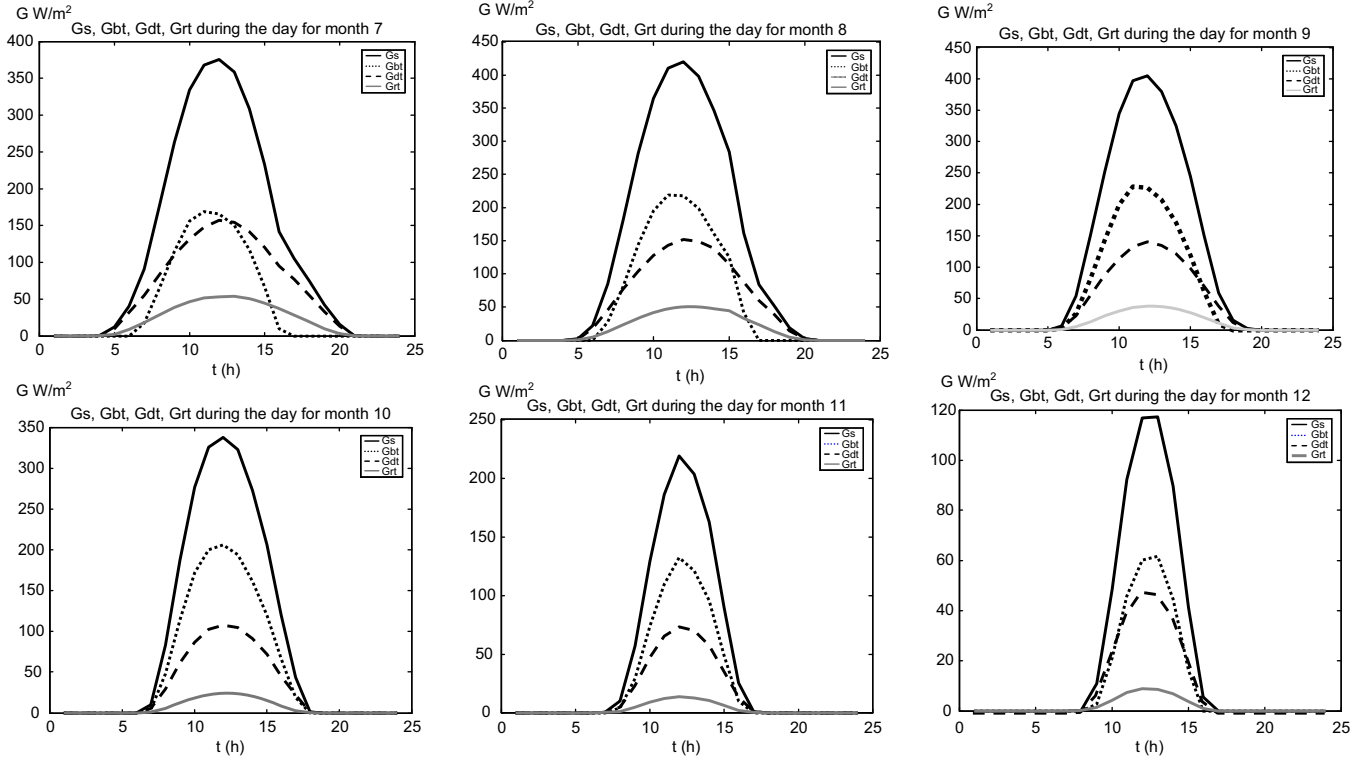 G W/m2
Gs, Gbt, Gdt, Grt during the day for month 7
400
350
300
250
200
150
100
50
0
0 5 10 15 20 25
t (h)
Gs
Gbt
Gdt
Grt
G W/m2
Gs, Gbt, Gdt, Grt during the day for month 8
450
400
350
300
250
200
150
100
50
0
0 5 10 15 20 25
t (h)
Gs
Gbt
Gdt
Grt
G W/m2
Gs, Gbt, Gdt, Grt during the day for month 9
450
400
350
300
250
200
150
100
50
0
0 5 10 15 20 25
t (h)
Gs
Gbt
Gdt
Grt
G W/m2
Gs, Gbt, Gdt, Grt during the day for month 10
350
300
250
200
150
100
50
0
0 5 10 15 20 25
t (h)
Gs
Gbt
Gdt
Grt
G W/m2
Gs, Gbt, Gdt, Grt during the day for month 11
250
200
150
100
50
0
0 5 10 15 20 25
t (h)
Gs
Gbt
Gdt
Grt
G W/m2
Gs, Gbt, Gdt, Grt during the day for month 12
120
100
80
60
40
20
0
0 5 10 15 20 25
t (h)
Gs
Gbt
Gdt
Grt